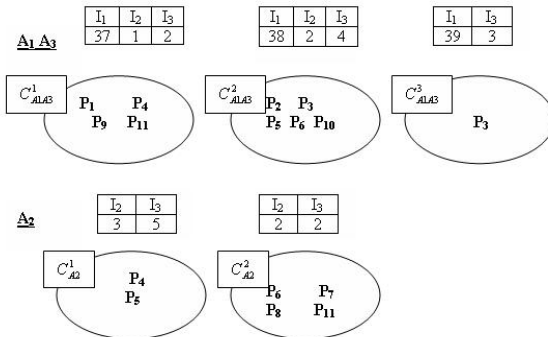 I1 I2 I3 I1 I2 I3 I1 I3
A1 A3 37 1 2 38 2 4 39 3
C¹A1A3 C²A1A3 C³A1A3
P1 P4 P2 P3
P9 P11 P5 P6 P10 P3
I2 I3 I2 I3
A2 3 5 2 2
C¹A2 C²A2
P4 P6 P7
P5 P8 P11